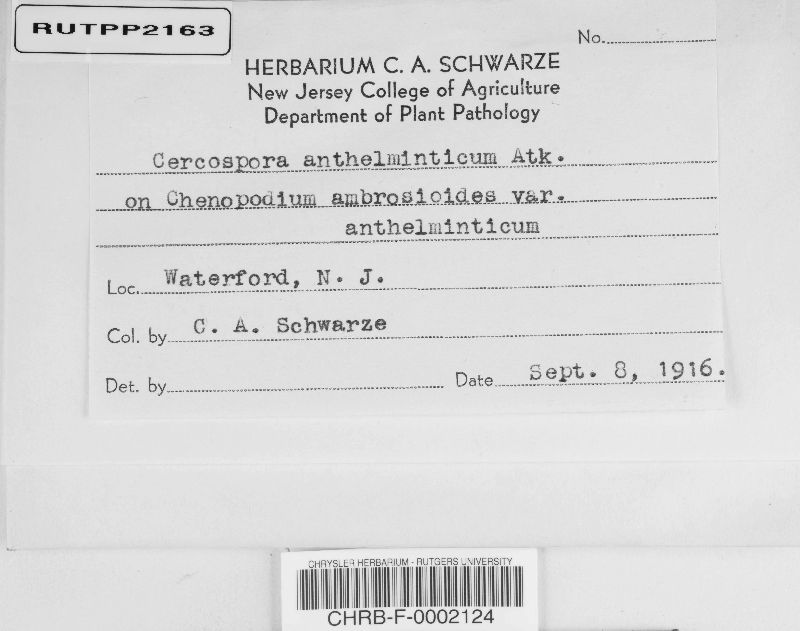 RUTPP2163
No.
HERBARIUM C. A. SCHWARZE
New Jersey College of Agriculture
Department of Plant Pathology
Cercospora anthelminticum Atk.
on Chenopodium ambrosioides var.
anthelminticum
Loc. Waterford, N. J.
Col. by C. A. Schwarze
Det. by Date Sept. 8, 1916.
CHRYSLER HERBARIUM - RUTGERS UNIVERSITY
CHRB-F-0002124